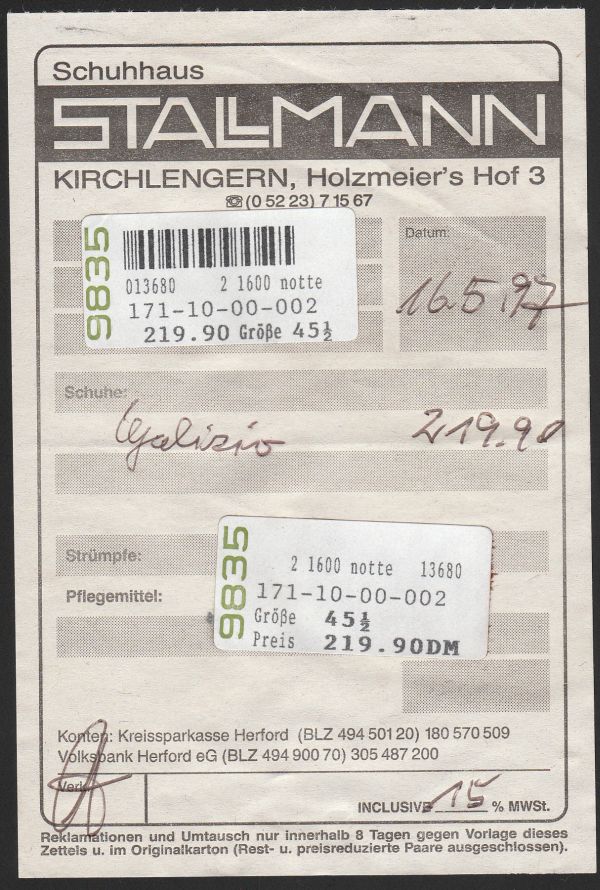 Schuhhaus
STALLMANN
KIRCHLENGERN, Holzmeier's Hof 3
☎(0 52 23) 7 15 67
9835
013680 2 1600 notte
171-10-00-002
219.90 Größe 45½
Datum:
16.5.97
Schuhe:
Galizio 219.90
Strümpfe:
Pflegemittel:
9835
2 1600 notte 13680
171-10-00-002
Größe 45½
Preis 219.90DM
Konten: Kreissparkasse Herford (BLZ 494 501 20) 180 570 509
Volksbank Herford eG (BLZ 494 900 70) 305 487 200
Verk.
INCLUSIVE 15 % MWSt.
Reklamationen und Umtausch nur innerhalb 8 Tagen gegen Vorlage dieses
Zettels u. im Originalkarton (Rest- u. preisreduzierte Paare ausgeschlossen).